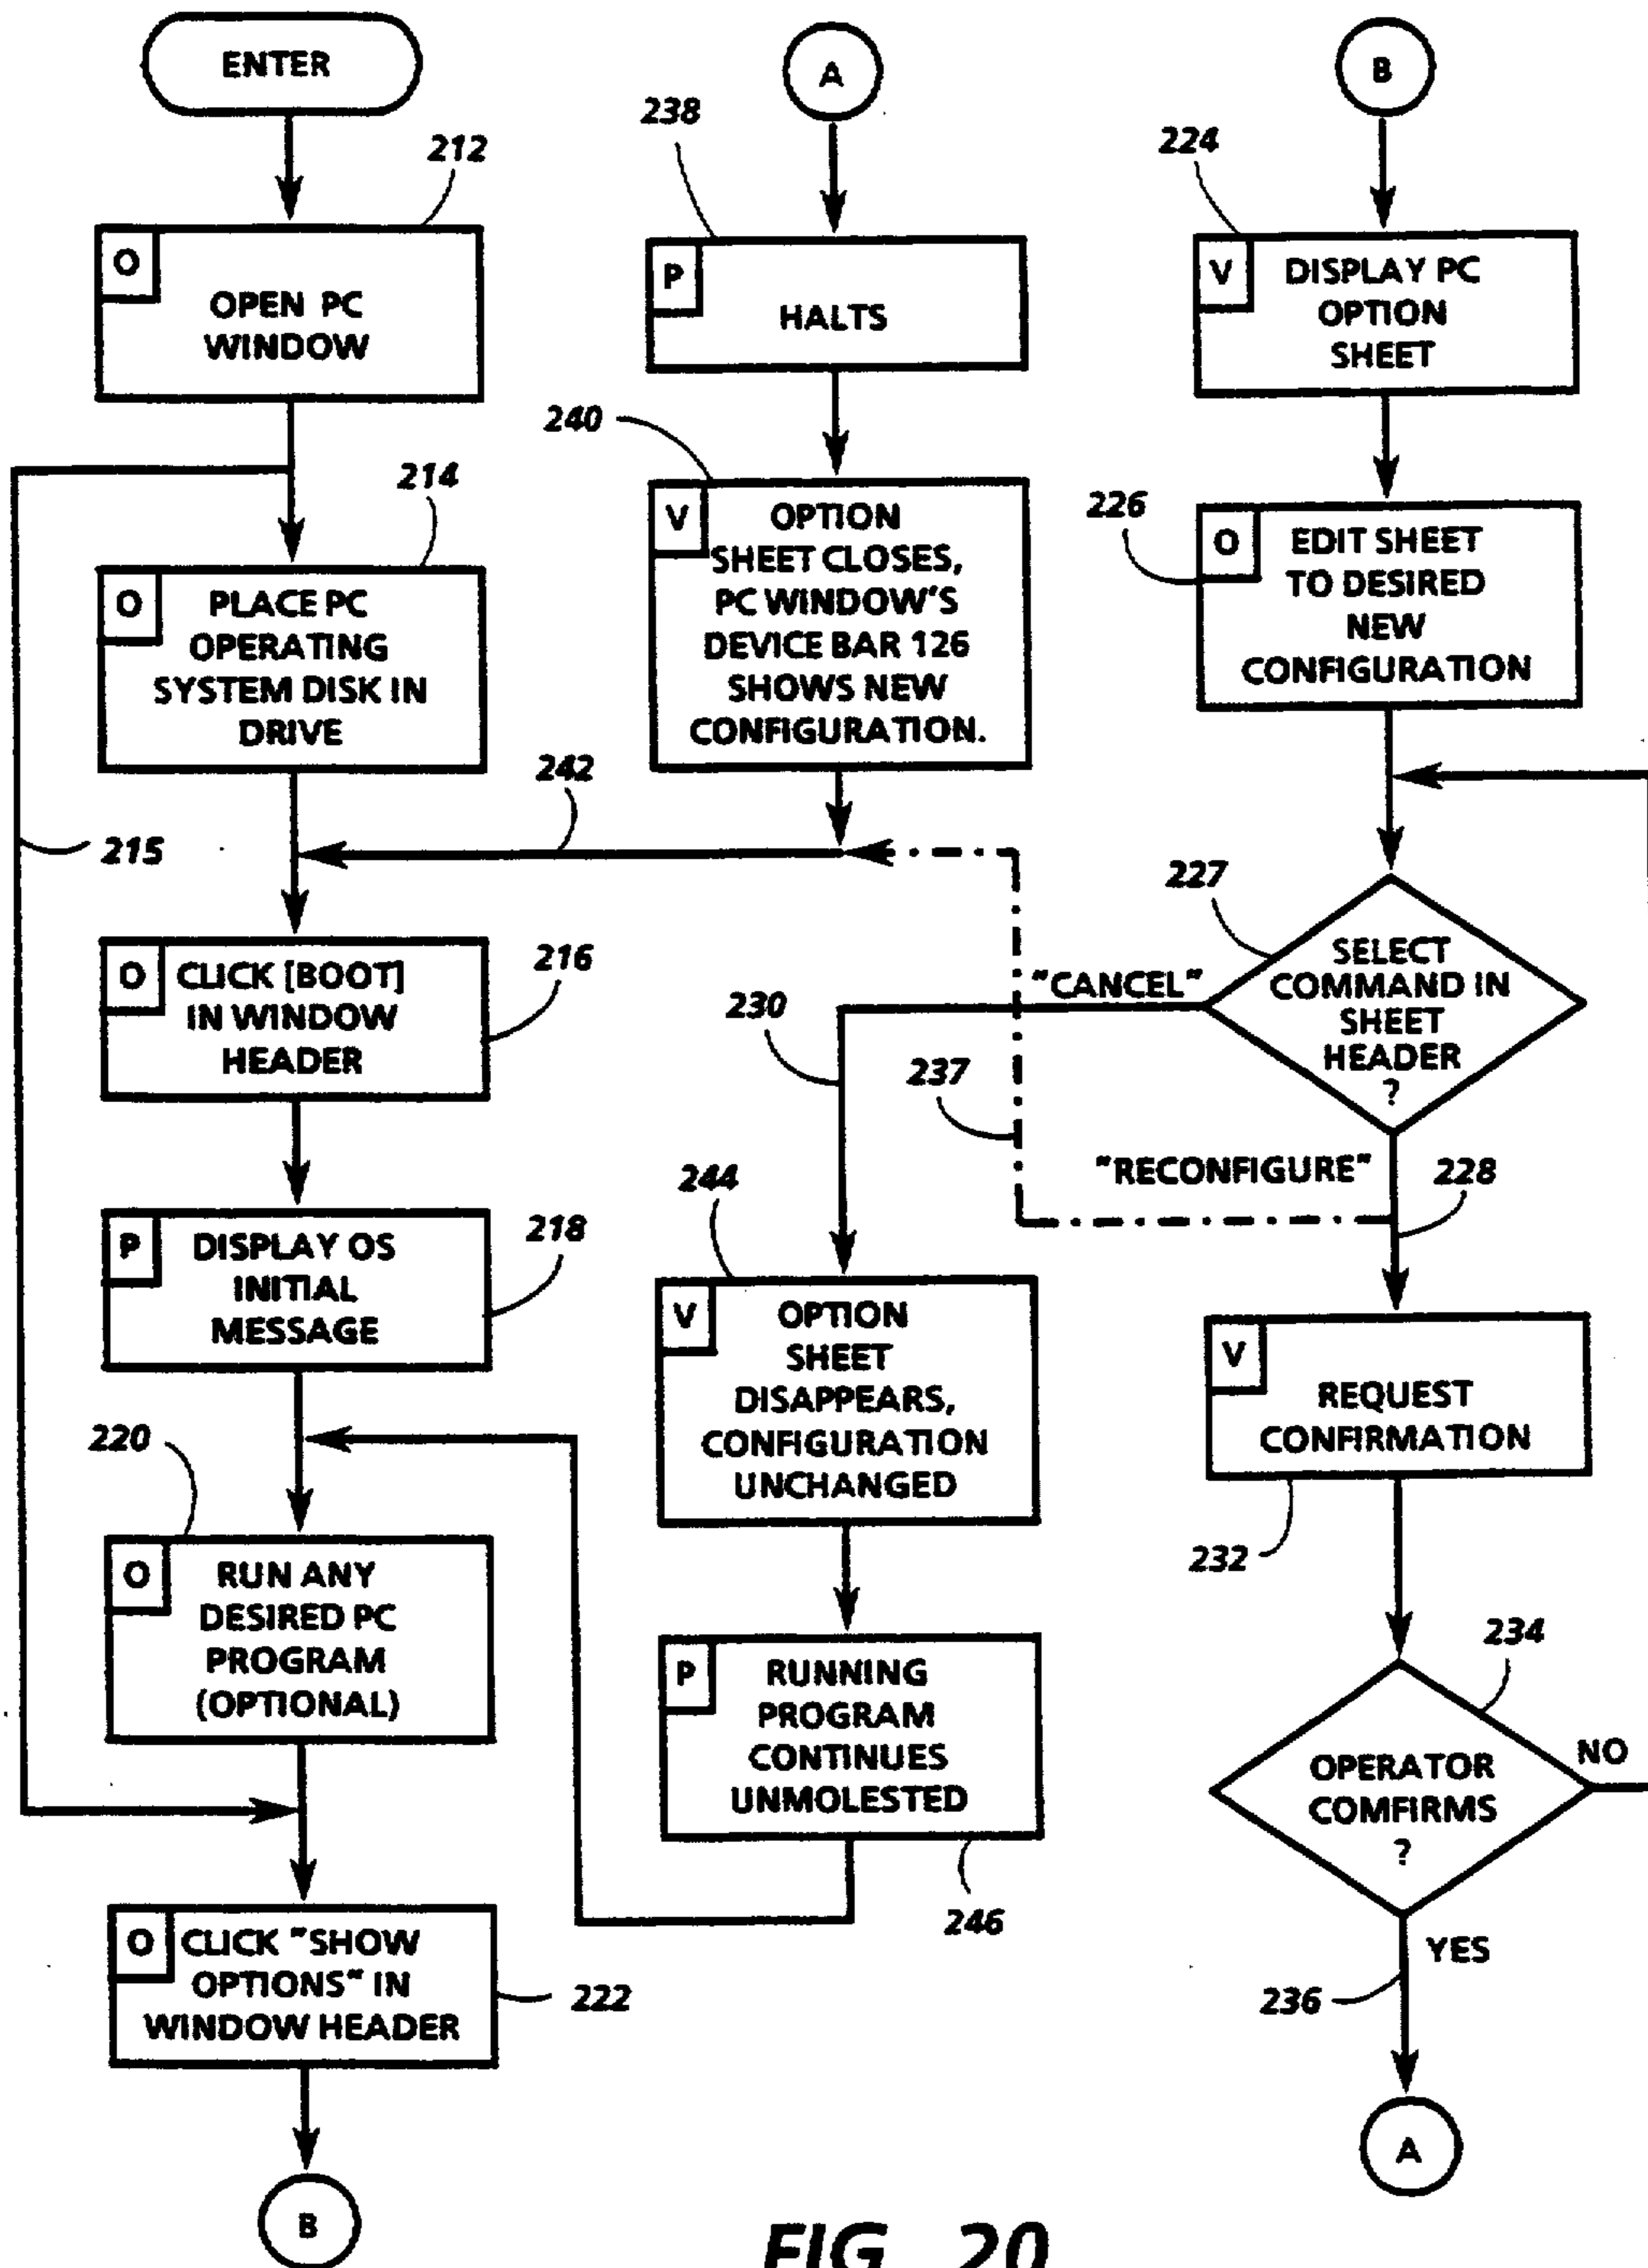 ENTER
212
O
OPEN PC
WINDOW
214
O
PLACE PC
OPERATING
SYSTEM DISK IN
DRIVE
215
O
CLICK [BOOT]
IN WINDOW
HEADER
216
P
DISPLAY OS
INITIAL
MESSAGE
218
220
O
RUN ANY
DESIRED PC
PROGRAM
(OPTIONAL)
O
CLICK "SHOW
OPTIONS" IN
WINDOW HEADER
222
B
A
238
P
HALTS
240
V
OPTION
SHEET CLOSES,
PC WINDOW'S
DEVICE BAR 126
SHOWS NEW
CONFIGURATION.
242
230
237
244
V
OPTION
SHEET
DISAPPEARS,
CONFIGURATION
UNCHANGED
P
RUNNING
PROGRAM
CONTINUES
UNMOLESTED
246
B
224
V
DISPLAY PC
OPTION
SHEET
226
O
EDIT SHEET
TO DESIRED
NEW
CONFIGURATION
227
SELECT
COMMAND IN
SHEET
HEADER
?
"CANCEL"
"RECONFIGURE"
228
V
REQUEST
CONFIRMATION
232
234
OPERATOR
COMFIRMS
?
NO
YES
236
A
FIG. 20